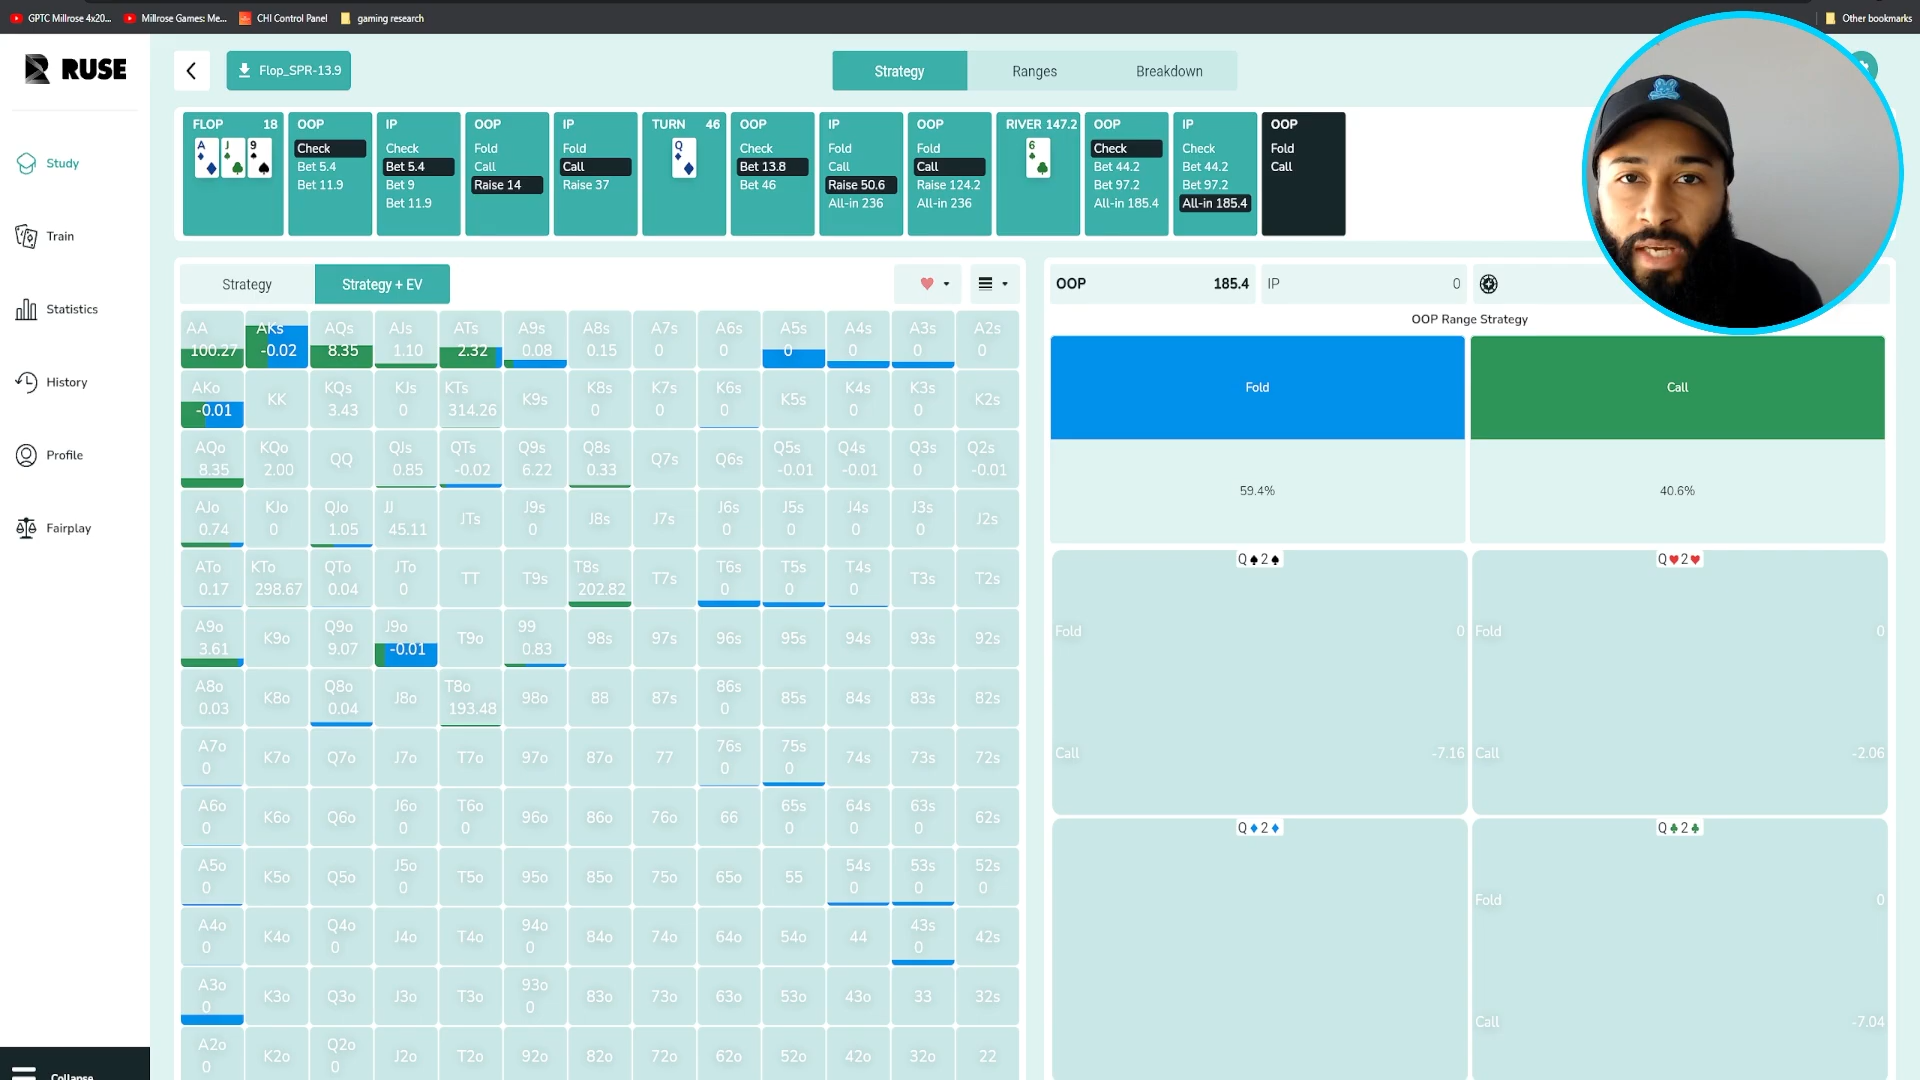 GPTC Millrose 4x20...
Millrose Games: Me...
CHI Control Panel
gaming research
Other bookmarks
RUSE
Flop_SPR-13.9
Strategy
Ranges
Breakdown
Study
Train
Statistics
History
Profile
Fairplay
Collapse
FLOP 18
A J 9
OOP
Check
Bet 5.4
Bet 11.9
IP
Check
Bet 5.4
Bet 9
Bet 11.9
OOP
Fold
Call
Raise 14
IP
Fold
Call
Raise 37
TURN 46
Q
OOP
Check
Bet 13.8
Bet 46
IP
Fold
Call
Raise 50.6
All-in 236
OOP
Fold
Call
Raise 124.2
All-in 236
RIVER 147.2
6
OOP
Check
Bet 44.2
Bet 97.2
All-in 185.4
IP
Check
Bet 44.2
Bet 97.2
All-in 185.4
OOP
Fold
Call
Strategy
Strategy + EV
AA AKs AQs AJs ATs A9s A8s A7s A6s A5s A4s A3s A2s
100.27 -0.02 8.35 1.10 2.32 0.08 0.15 0 0 0 0 0 0
AKo KK KQs KJs KTs K9s K8s K7s K6s K5s K4s K3s K2s
-0.01 3.43 0 314.26 0 0 0 0 0
AQo KQo QQ QJs QTs Q9s Q8s Q7s Q6s Q5s Q4s Q3s Q2s
8.35 2.00 0.85 -0.02 6.22 0.33 -0.01 -0.01 0 -0.01
AJo KJo QJo JJ JTs J9s J8s J7s J6s J5s J4s J3s J2s
0.74 0 1.05 45.11 0 0 0 0 0
ATo KTo QTo JTo TT T9s T8s T7s T6s T5s T4s T3s T2s
0.17 298.67 0.04 0 202.82 0 0 0
A9o K9o Q9o J9o T9o 99 98s 97s 96s 95s 94s 93s 92s
3.61 9.07 -0.01 0.83
A8o K8o Q8o J8o T8o 98o 88 87s 86s 85s 84s 83s 82s
0.03 0.04 193.48 0
A7o K7o Q7o J7o T7o 97o 87o 77 76s 75s 74s 73s 72s
0 0 0
A6o K6o Q6o J6o T6o 96o 86o 76o 66 65s 64s 63s 62s
0 0 0 0 0 0
A5o K5o Q5o J5o T5o 95o 85o 75o 65o 55 54s 53s 52s
0 0 0 0 0
A4o K4o Q4o J4o T4o 94o 84o 74o 64o 54o 44 43s 42s
0 0 0 0
A3o K3o Q3o J3o T3o 93o 83o 73o 63o 53o 43o 33 32s
0 0
A2o K2o Q2o J2o T2o 92o 82o 72o 62o 52o 42o 32o 22
0 0
OOP 185.4
IP 0
OOP Range Strategy
Fold
Call
59.4%
40.6%
Q♠2♠
Fold 0
Call -7.16
Q♥2♥
Fold 0
Call -2.06
Q♦2♦
Q♣2♣
Fold 0
Call -7.04